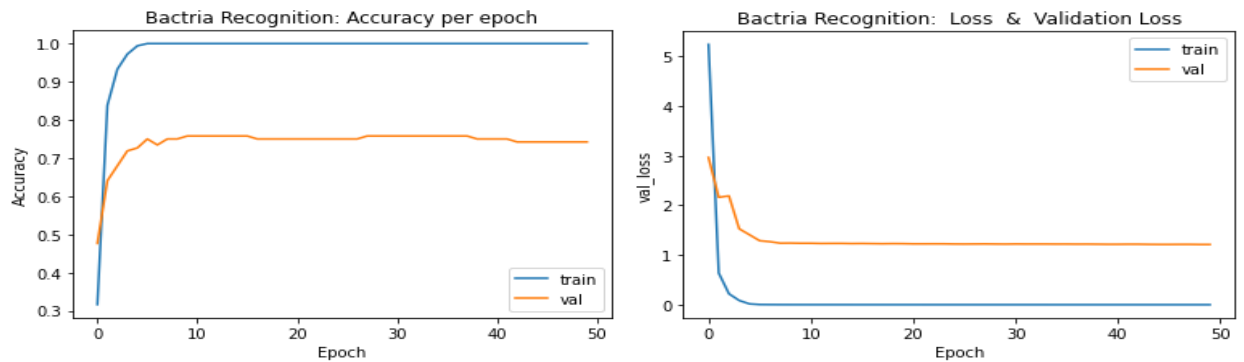 Bactria Recognition: Accuracy per epoch
1.0
0.9
0.8
0.7
0.6
0.5
0.4
0.3
Accuracy
train
val
0 10 20 30 40 50
Epoch
Bactria Recognition:  Loss  &  Validation Loss
train
val
5
4
3
2
1
0
val_loss
0 10 20 30 40 50
Epoch